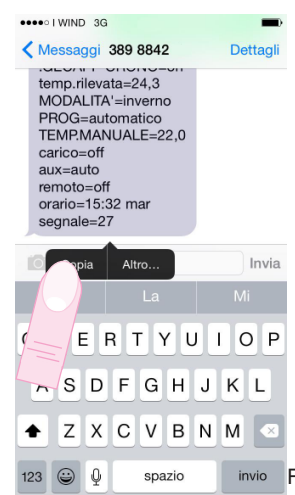 I WIND 3G
Messaggi 389 8842 Dettagli
temp.rilevata=24,3
MODALITA'=inverno
PROG=automatico
TEMP.MANUALE=22,0
carico=off
aux=auto
remoto=off
orario=15:32 mar
segnale=27
Copia Altro... Invia
La Mi
E R T Y U I O P
A S D F G H J K L
Z X C V B N M
123 spazio invio